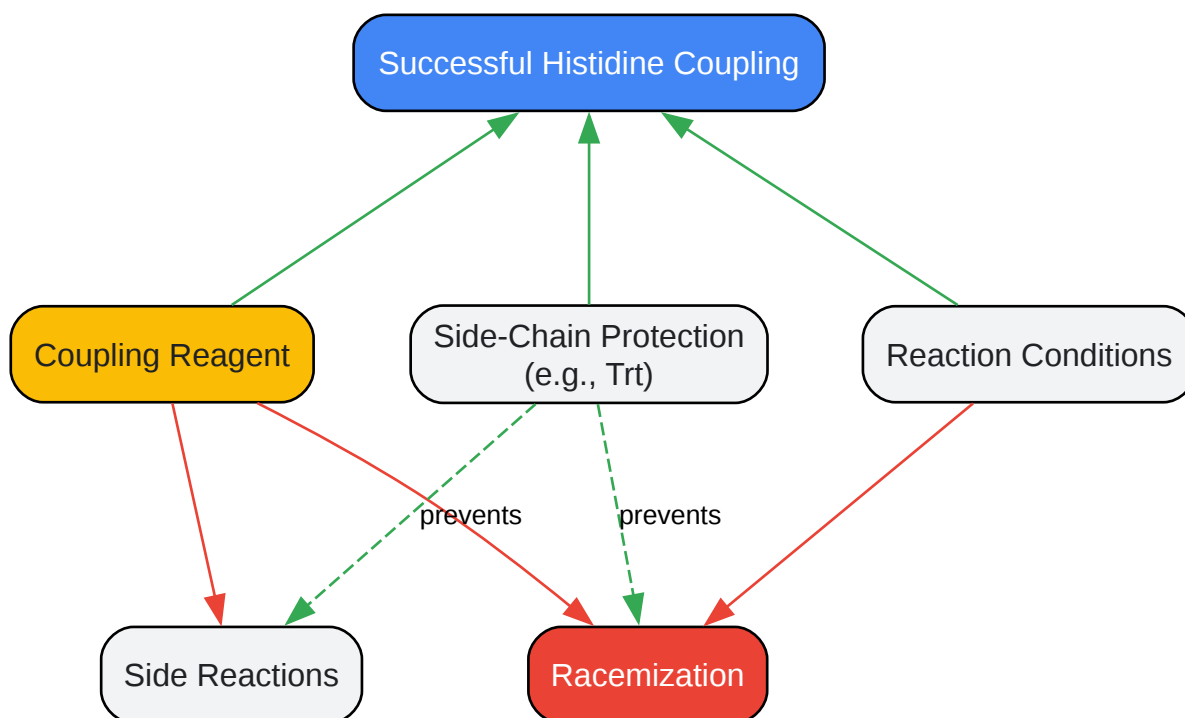 Successful Histidine Coupling
Coupling Reagent
Side-Chain Protection
(e.g., Trt)
Reaction Conditions
prevents
prevents
Side Reactions
Racemization